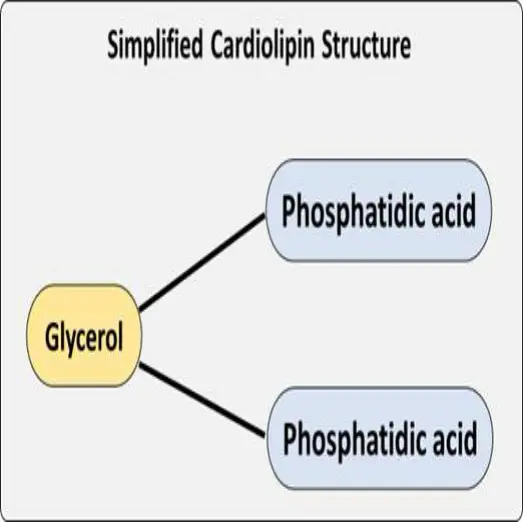 Simplified Cardiolipin Structure
Phosphatidic acid
Glycerol
Phosphatidic acid